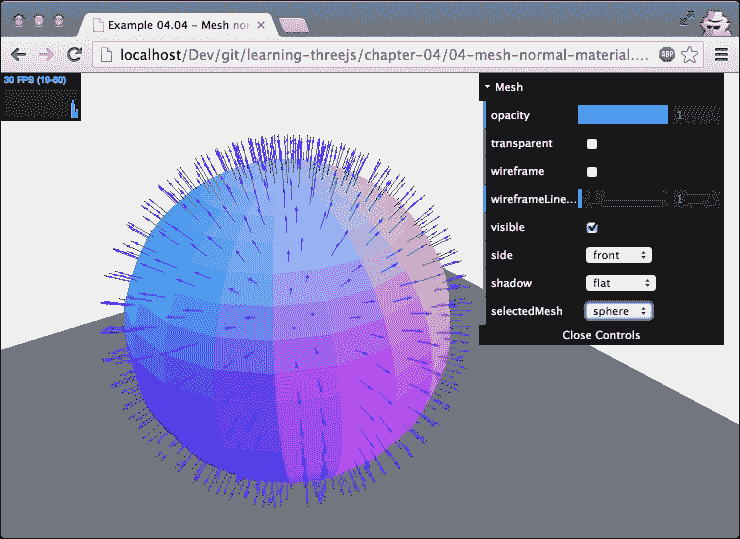 Example 04.04 – Mesh nor
localhost/Dev/git/learning-threejs/chapter-04/04-mesh-normal-material....
ABP
30 FPS (19-60)
Mesh
opacity 1
transparent
wireframe
wireframeLine... 1
visible
side front
shadow flat
selectedMesh sphere
Close Controls